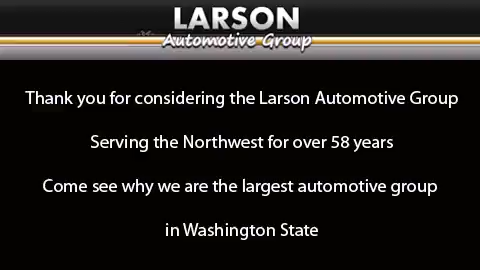 LARSON
Automotive Group
Thank you for considering the Larson Automotive Group
Serving the Northwest for over 58 years
Come see why we are the largest automotive group
in Washington State